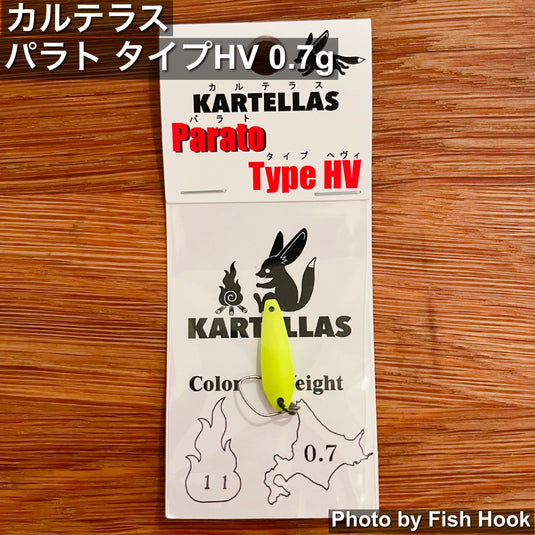 カルテラス
パラト タイプHV 0.7g
カルテラス
KARTELLAS
パラト
Parato
タイプ ヘヴィ
Type HV
KARTELLAS
Color
eight
11
0.7
Photo by Fish Hook